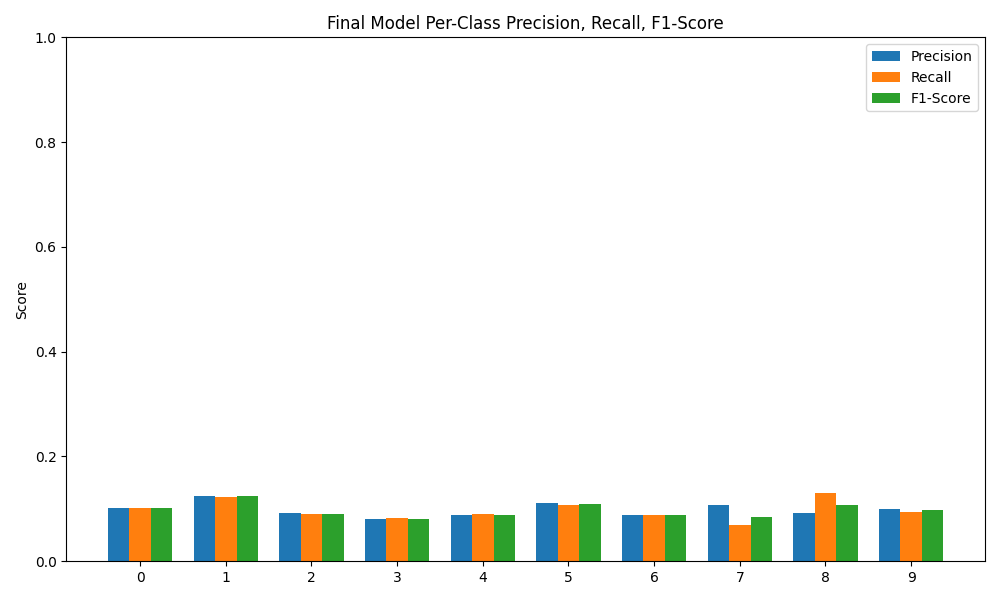 Final Model Per-Class Precision, Recall, F1-Score
1.0
Precision
Recall
F1-Score
0.8
0.6
Score
0.4
0.2
0.0
0 1 2 3 4 5 6 7 8 9